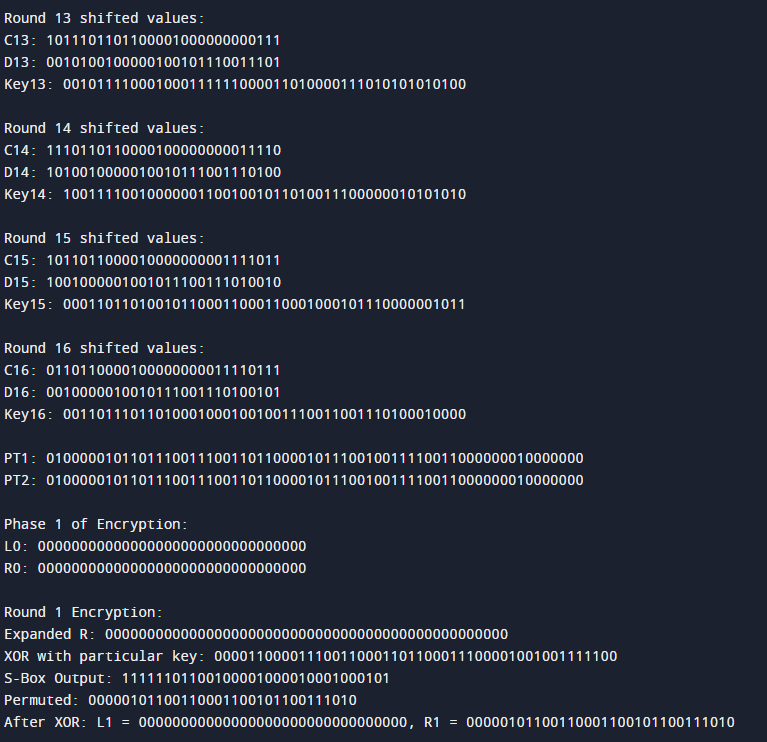 Round 13 shifted values:
C13: 1011101101100001000000000111
D13: 0010100100000100101110011101
Key13: 001011110001000111111000011010000111010101010100
Round 14 shifted values:
C14: 1110110110000100000000011110
D14: 1010010000010010111001110100
Key14: 100111100100000011001001011010011100000010101010
Round 15 shifted values:
C15: 1011011000010000000001111011
D15: 1001000001001011100111010010
Key15: 000110110100101100011000110001000101110000001011
Round 16 shifted values:
C16: 0110110000100000000011110111
D16: 0010000010010111001110100101
Key16: 001101110110100010001001001110011001110100010000
PT1: 0100000101101110011100110110000101110010011110011000000010000000
PT2: 0100000101101110011100110110000101110010011110011000000010000000
Phase 1 of Encryption:
L0: 00000000000000000000000000000000
R0: 00000000000000000000000000000000
Round 1 Encryption:
Expanded R: 000000000000000000000000000000000000000000000000
XOR with particular key: 000011000011100110001101100011100001001001111100
S-Box Output: 11111101100100001000010001000101
Permuted: 00000101100110001100101100111010
After XOR: L1 = 00000000000000000000000000000000, R1 = 00000101100110001100101100111010